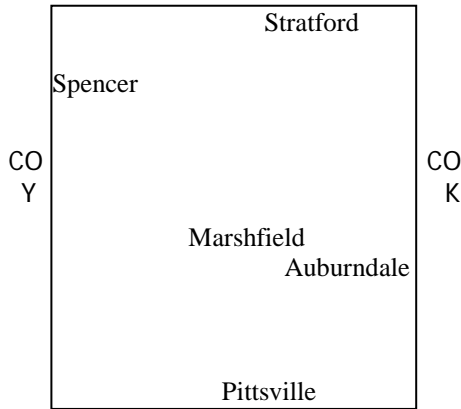 Stratford
Spencer
CO
Y
CO
K
Marshfield
Auburndale
Pittsville